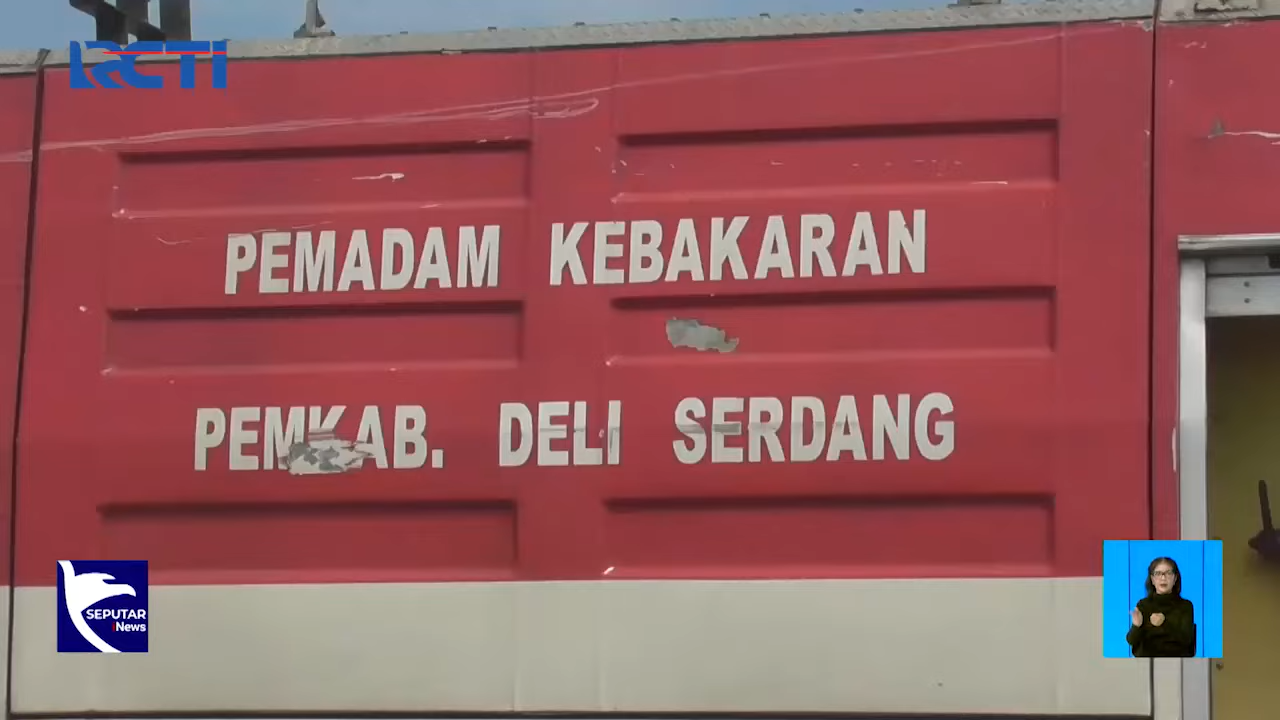 RCTI
PEMADAM KEBAKARAN
PEMKAB. DELI SERDANG
SEPUTAR
iNews